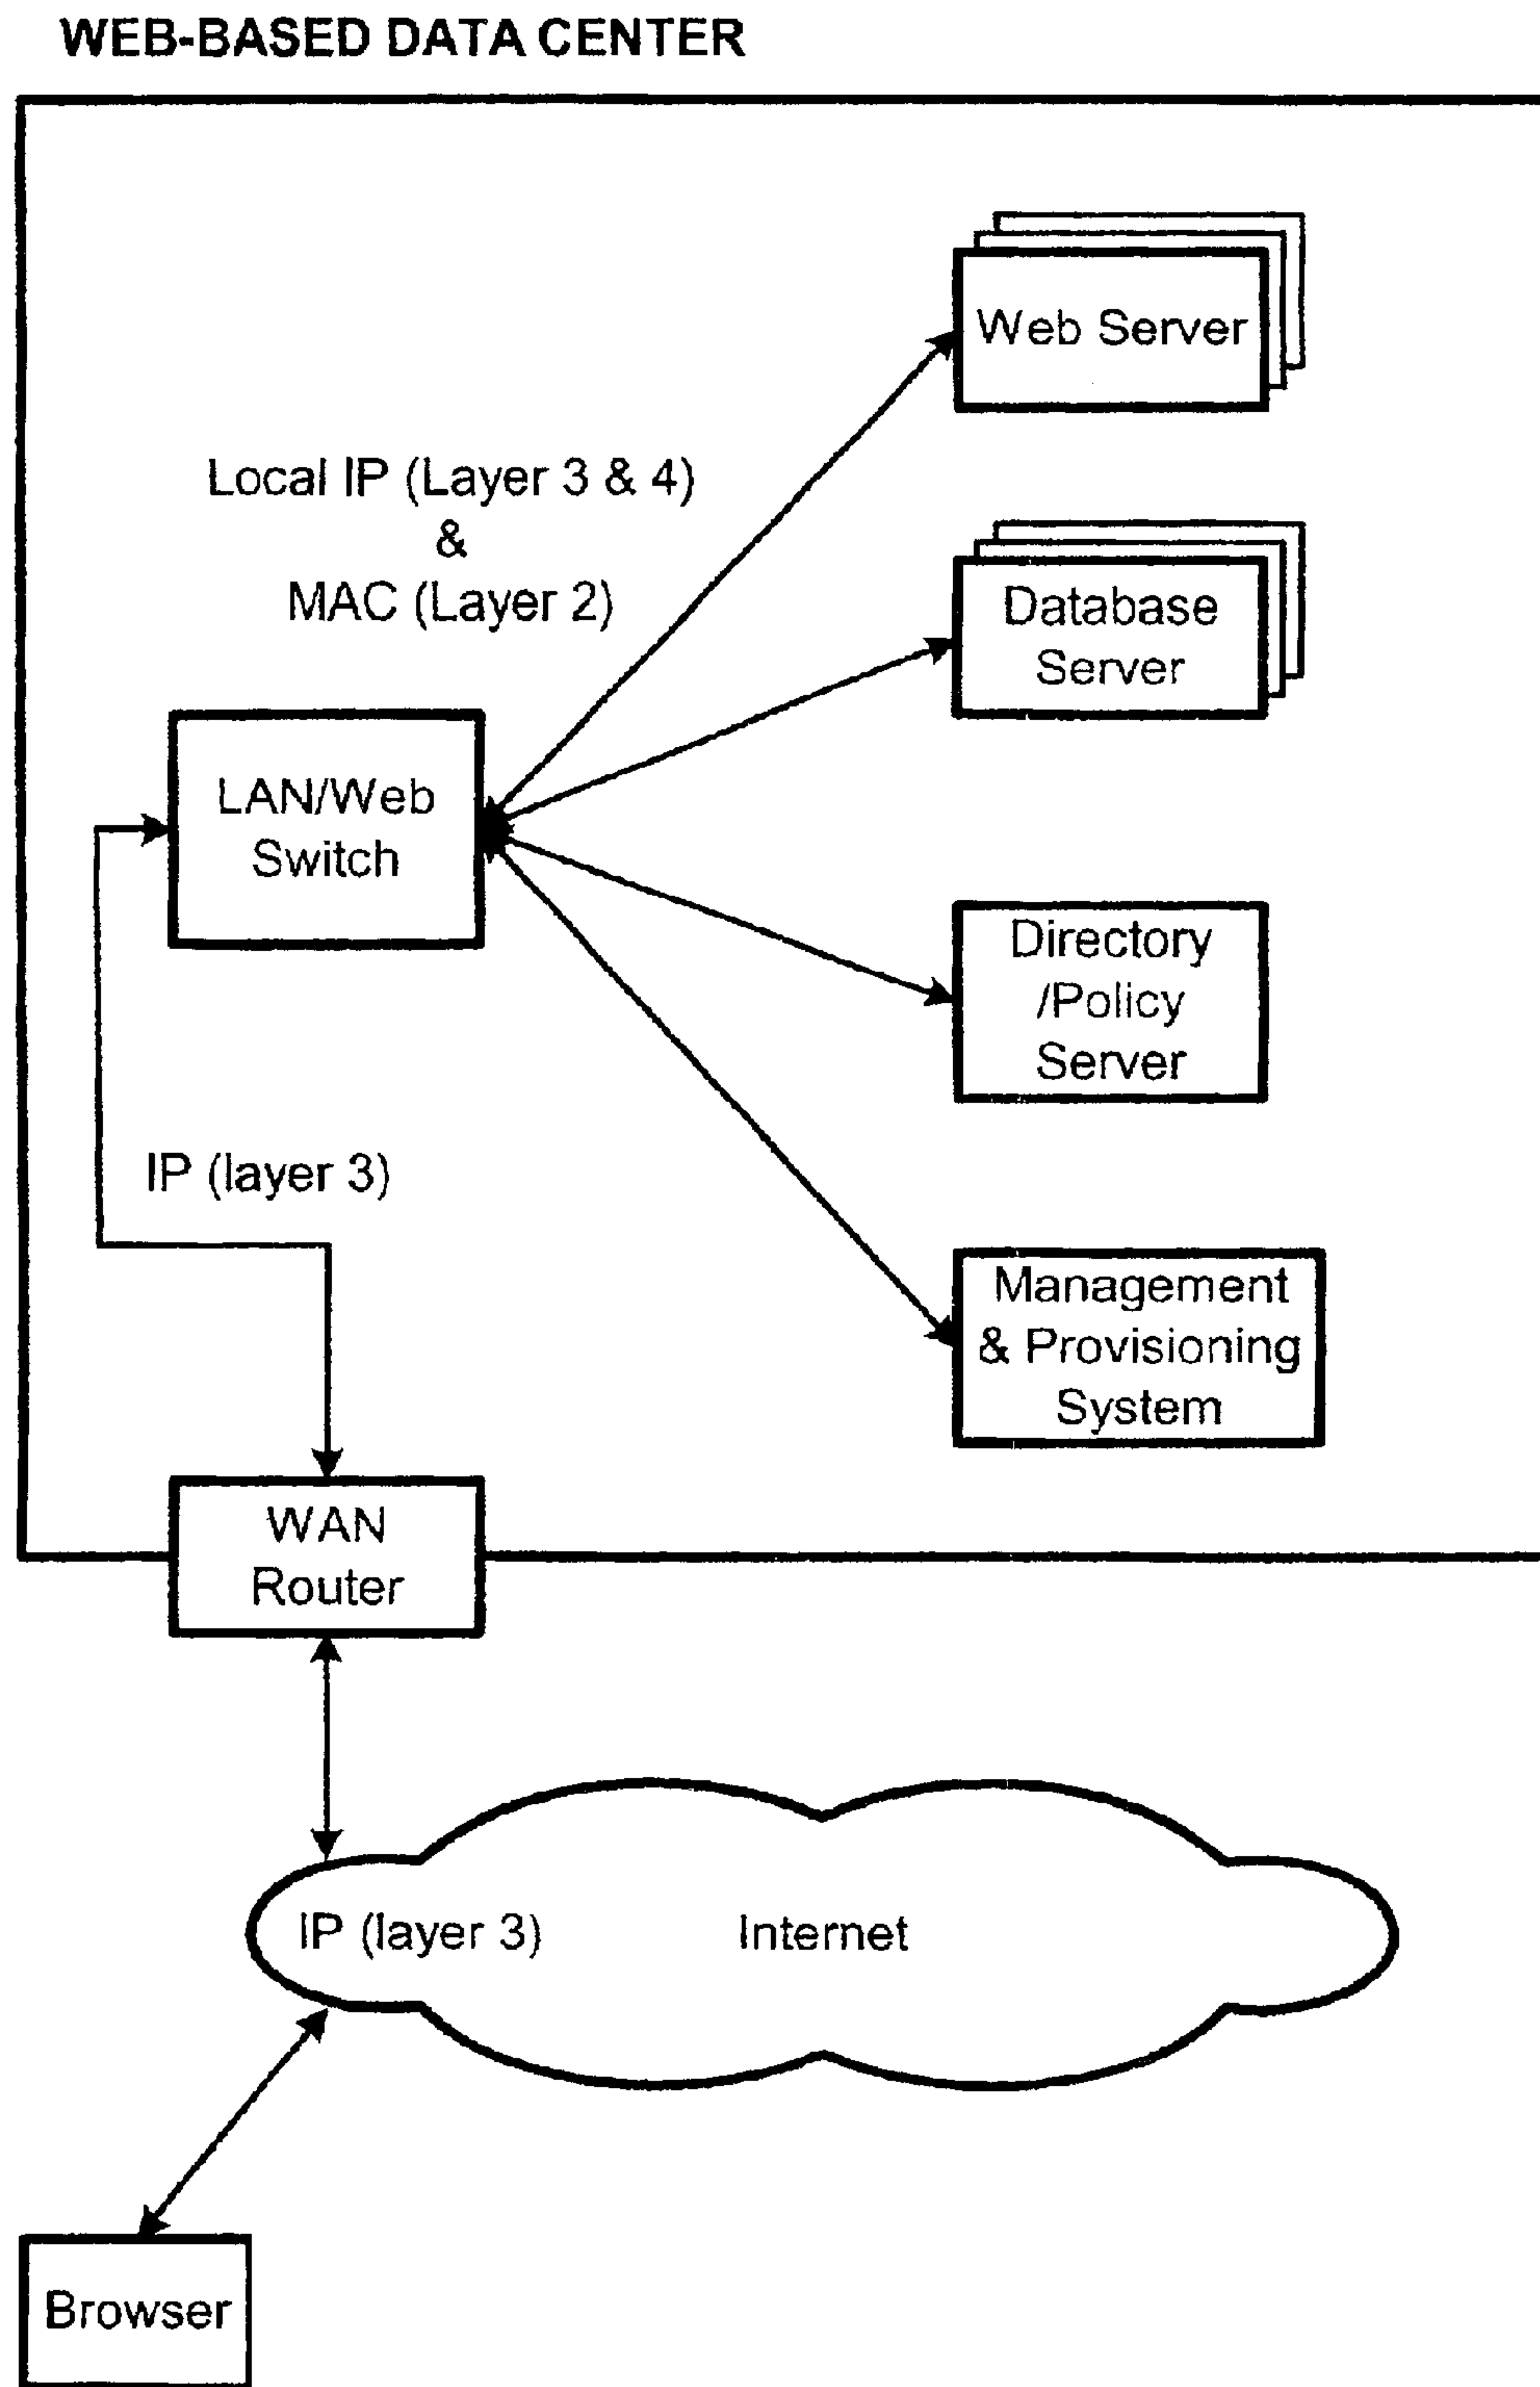 WEB-BASED DATA CENTER
Web Server
Local IP (Layer 3 & 4)
&
MAC (Layer 2)
Database
Server
LAN/Web
Switch
Directory
/Policy
Server
IP (layer 3)
Management
& Provisioning
System
WAN
Router
IP (layer 3)
Internet
Browser